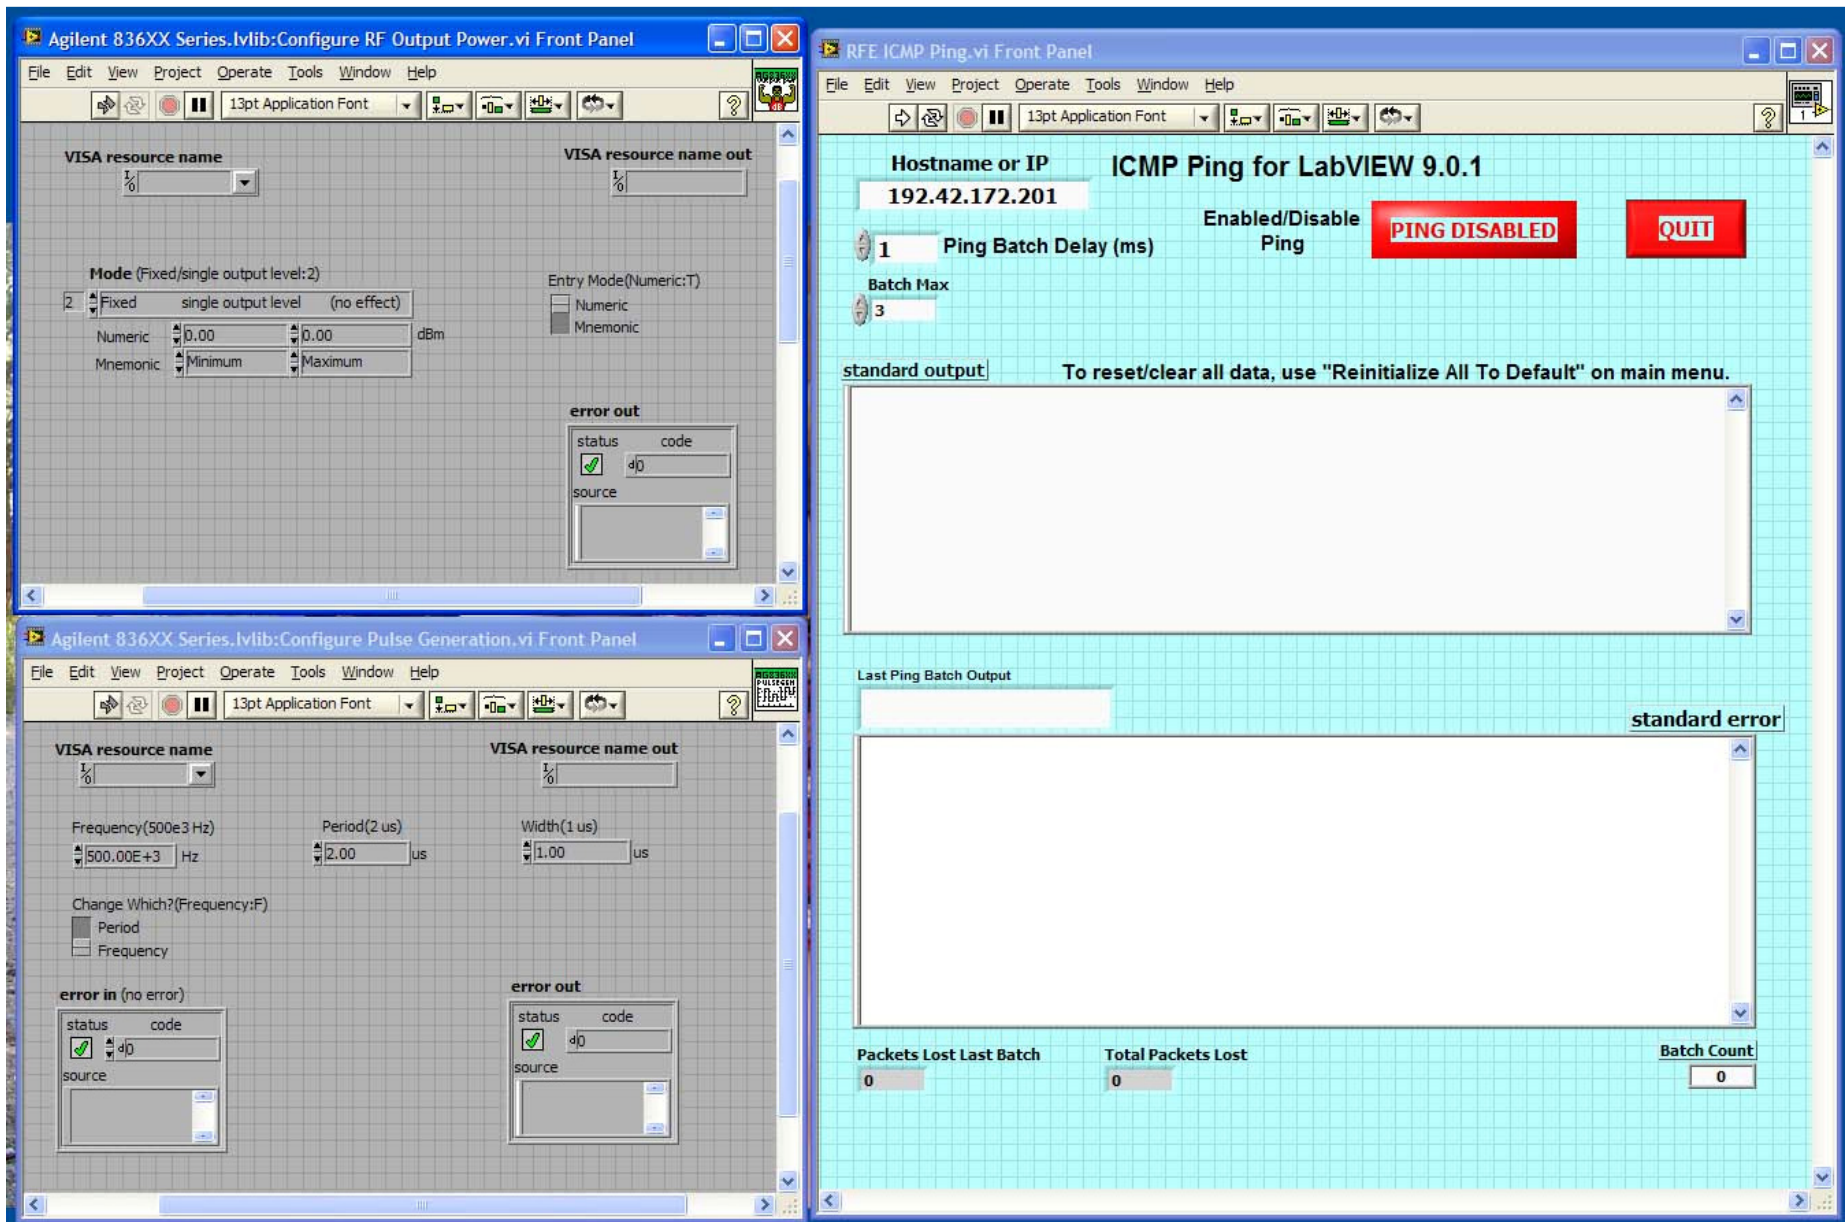 Agilent 836XX Series.lvlib:Configure RF Output Power.vi Front Panel
File Edit View Project Operate Tools Window Help
13pt Application Font
VISA resource name
VISA resource name out
Mode (Fixed/single output level:2)
2 Fixed single output level (no effect)
Numeric 0.00 0.00 dBm
Mnemonic Minimum Maximum
Entry Mode(Numeric:T)
Numeric
Mnemonic
error out
status code
d0
source
Agilent 836XX Series.lvlib:Configure Pulse Generation.vi Front Panel
File Edit View Project Operate Tools Window Help
13pt Application Font
VISA resource name
VISA resource name out
Frequency(500e3 Hz) Period(2 us) Width(1 us)
500.00E+3 Hz 2.00 us 1.00 us
Change Which?(Frequency:F)
Period
Frequency
error in (no error)
status code
d0
source
error out
status code
d0
source
RFE ICMP Ping.vi Front Panel
File Edit View Project Operate Tools Window Help
13pt Application Font
1
Hostname or IP
192.42.172.201
ICMP Ping for LabVIEW 9.0.1
1 Ping Batch Delay (ms)
Enabled/Disable
Ping
PING DISABLED
QUIT
Batch Max
3
standard output
To reset/clear all data, use "Reinitialize All To Default" on main menu.
Last Ping Batch Output
standard error
Packets Lost Last Batch Total Packets Lost Batch Count
0 0 0